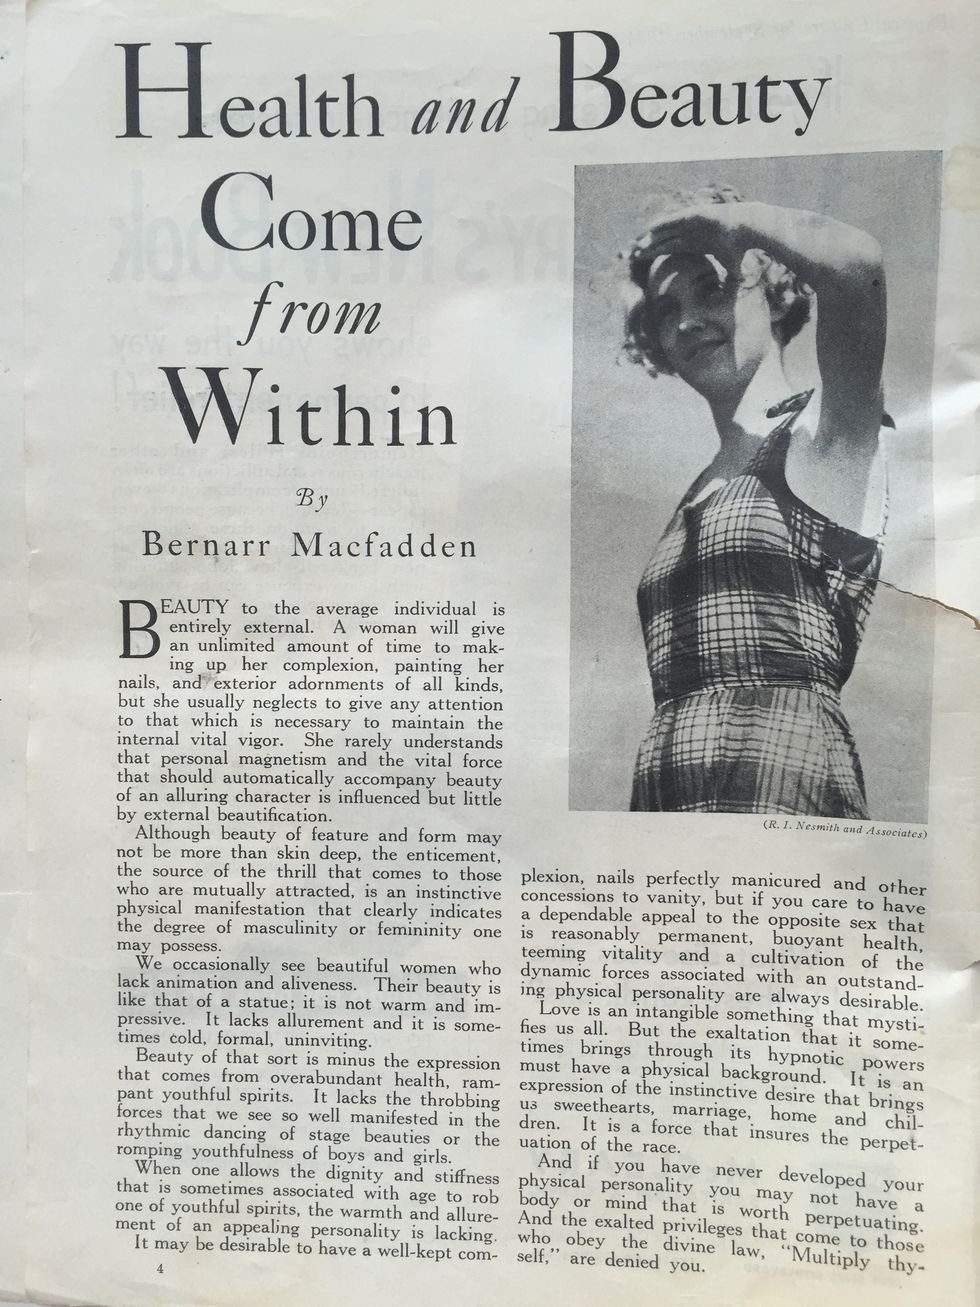 Health and Beauty
Come
from
Within
By
Bernarr Macfadden
BEAUTY to the average individual is
entirely external. A woman will give
an unlimited amount of time to mak-
ing up her complexion, painting her
nails, and exterior adornments of all kinds,
but she usually neglects to give any attention
to that which is necessary to maintain the
internal vital vigor. She rarely understands
that personal magnetism and the vital force
that should automatically accompany beauty
of an alluring character is influenced but little
by external beautification.
Although beauty of feature and form may
not be more than skin deep, the enticement,
the source of the thrill that comes to those
who are mutually attracted, is an instinctive
physical manifestation that clearly indicates
the degree of masculinity or femininity one
may possess.
We occasionally see beautiful women who
lack animation and aliveness. Their beauty is
like that of a statue; it is not warm and im-
pressive. It lacks allurement and it is some-
times cold, formal, uninviting.
Beauty of that sort is minus the expression
that comes from overabundant health, ram-
pant youthful spirits. It lacks the throbbing
forces that we see so well manifested in the
rhythmic dancing of stage beauties or the
romping youthfulness of boys and girls.
When one allows the dignity and stiffness
that is sometimes associated with age to rob
one of youthful spirits, the warmth and allure-
ment of an appealing personality is lacking.
It may be desirable to have a well-kept com-
4
(R. I. Nesmith and Associates)
plexion, nails perfectly manicured and other
concessions to vanity, but if you care to have
a dependable appeal to the opposite sex that
is reasonably permanent, buoyant health,
teeming vitality and a cultivation of the
dynamic forces associated with an outstand-
ing physical personality are always desirable.
Love is an intangible something that mysti-
fies us all. But the exaltation that it some-
times brings through its hypnotic powers
must have a physical background. It is an
expression of the instinctive desire that brings
us sweethearts, marriage, home and chil-
dren. It is a force that insures the perpet-
uation of the race.
And if you have never developed your
physical personality you may not have a
body or mind that is worth perpetuating.
And the exalted privileges that come to those
who obey the divine law, "Multiply thy-
self," are denied you.